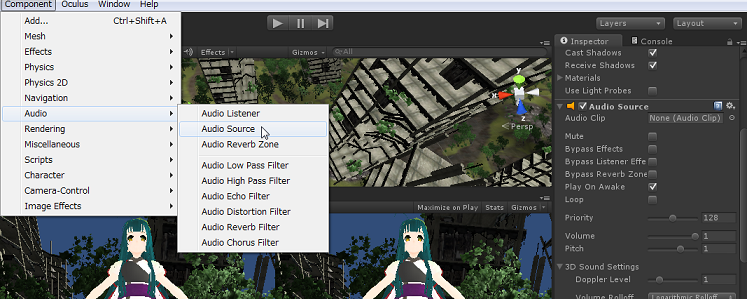 Component Oculus Window Help
Add... Ctrl+Shift+A
Mesh
Effects
Physics
Physics 2D
Navigation
Audio
Rendering
Miscellaneous
Scripts
Character
Camera-Control
Image Effects
Audio Listener
Audio Source
Audio Reverb Zone
Audio Low Pass Filter
Audio High Pass Filter
Audio Echo Filter
Audio Distortion Filter
Audio Reverb Filter
Audio Chorus Filter
Effects Gizmos All
y
x
z
Persp
Maximize on Play Stats Gizmos
Layers Layout
Inspector Console
Cast Shadows
Receive Shadows
Materials
Use Light Probes
Audio Source
Audio Clip None (Audio Clip)
Mute
Bypass Effects
Bypass Listener Effe
Bypass Reverb Zone
Play On Awake
Loop
Priority 128
Volume 1
Pitch 1
3D Sound Settings
Doppler Level 1
Volume Rolloff Logarithmic Rolloff